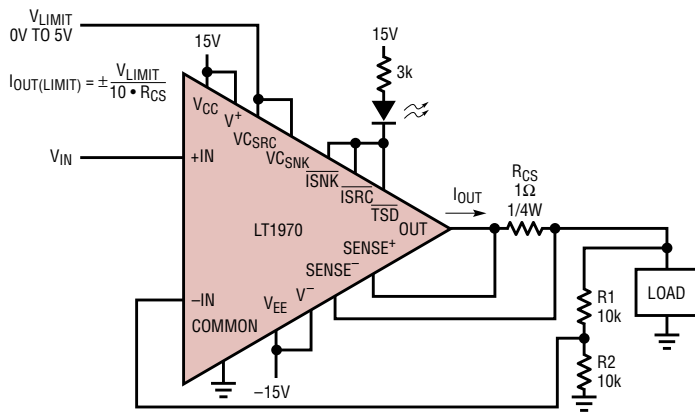 VLIMIT
0V TO 5V
IOUT(LIMIT) = ± VLIMIT
10 • RCS
15V
15V
3k
VCC
V+
VCSRC
VCSNK
ISNK
ISRC
TSD
VIN
+IN
LT1970
OUT
SENSE+
SENSE−
IOUT
RCS
1Ω
1/4W
−IN
VEE
V−
COMMON
−15V
R1
10k
LOAD
R2
10k